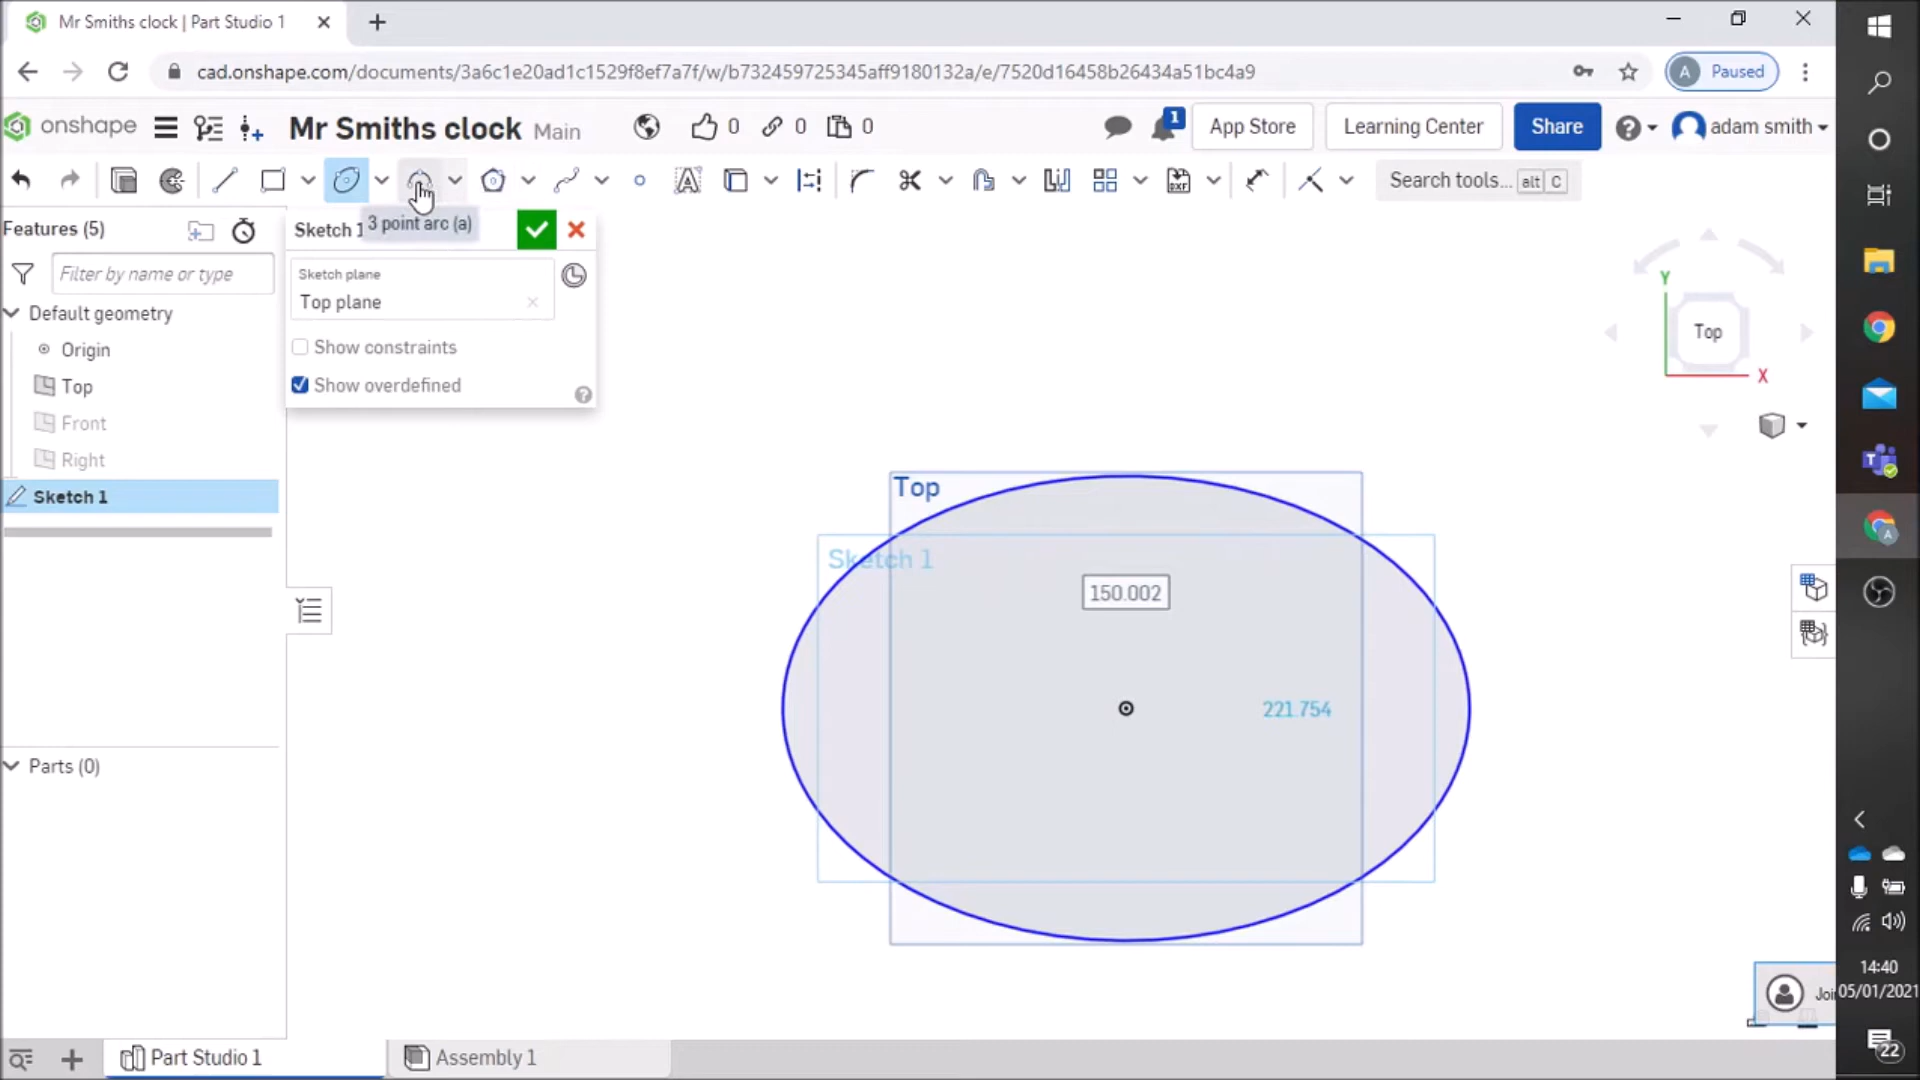 Mr Smiths clock | Part Studio 1
cad.onshape.com/documents/3a6c1e20ad1c1529f8ef7a7f/w/b732459725345aff9180132a/e/7520d16458b26434a51bc4a9
A Paused
onshape
Mr Smiths clock Main
0 0 0
1
App Store
Learning Center
Share
adam smith
Search tools... alt C
3 point arc (a)
Features (5)
Filter by name or type
Default geometry
Origin
Top
Front
Right
Sketch 1
Parts (0)
Sketch 1
Sketch plane
Top plane
Show constraints
Show overdefined
Top
Sketch 1
150.002
221.754
Y
Top
X
Part Studio 1
Assembly 1
14:40
05/01/2021
22